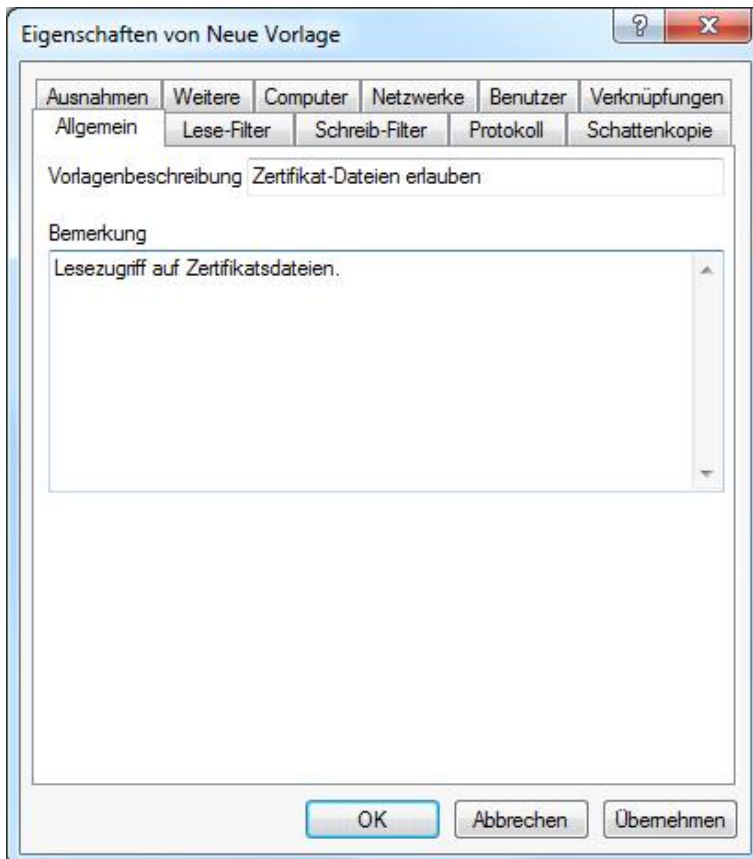 Eigenschaften von Neue Vorlage
Ausnahmen Weitere Computer Netzwerke Benutzer Verknüpfungen
Allgemein Lese-Filter Schreib-Filter Protokoll Schattenkopie
Vorlagenbeschreibung Zertifikat-Dateien erlauben
Bemerkung
Lesezugriff auf Zertifikatsdateien.
OK Abbrechen Übernehmen